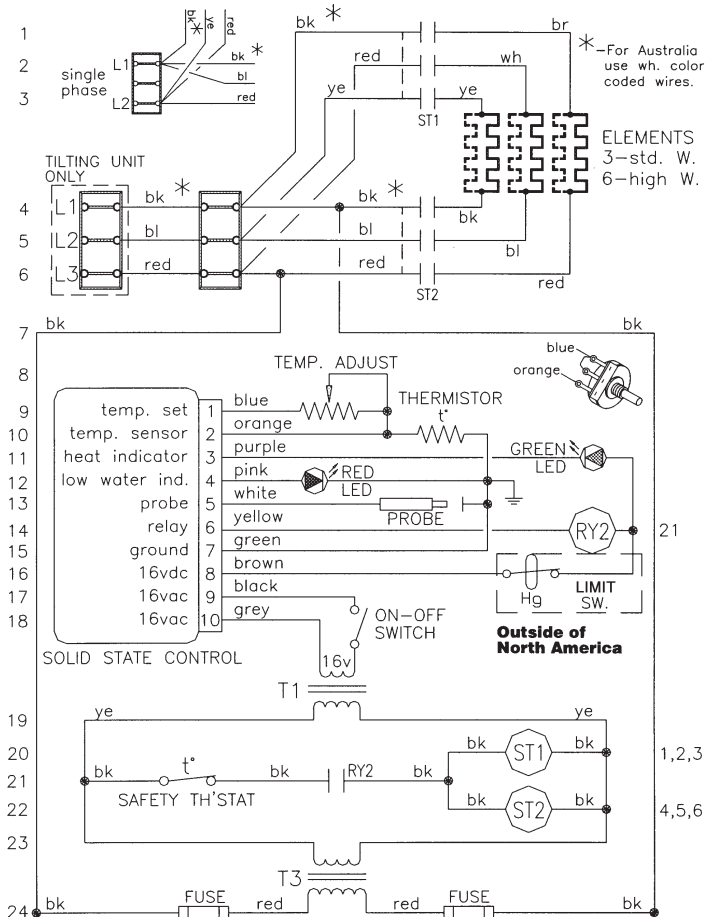 bk * ye red
1 bk * br
2 L1 bk * red wh
single phase bl
3 L2 red ye ye
ST1
* -For Australia
use wh. color
coded wires.
ELEMENTS
3-std. W.
6-high W.
TILTING UNIT
ONLY
4 L1 bk * bk * bk
5 L2 bl bl bl
6 L3 red red red
ST2
7 bk bk
8 TEMP. ADJUST
blue
orange
THERMISTOR
t°
9 temp. set 1 blue
10 temp. sensor 2 orange
11 heat indicator 3 purple GREEN LED
12 low water ind. 4 pink RED LED
13 probe 5 white PROBE
14 relay 6 yellow RY2 21
15 ground 7 green
16 16vdc 8 brown
Hg LIMIT SW.
17 16vac 9 black
18 16vac 10 grey
ON-OFF
SWITCH
Outside of
North America
SOLID STATE CONTROL
16v
T1
19 ye ye
20 bk ST1 bk 1,2,3
21 bk t° bk RY2 bk
SAFETY TH'STAT
22 bk ST2 bk 4,5,6
23
T3
24 bk FUSE red red FUSE bk